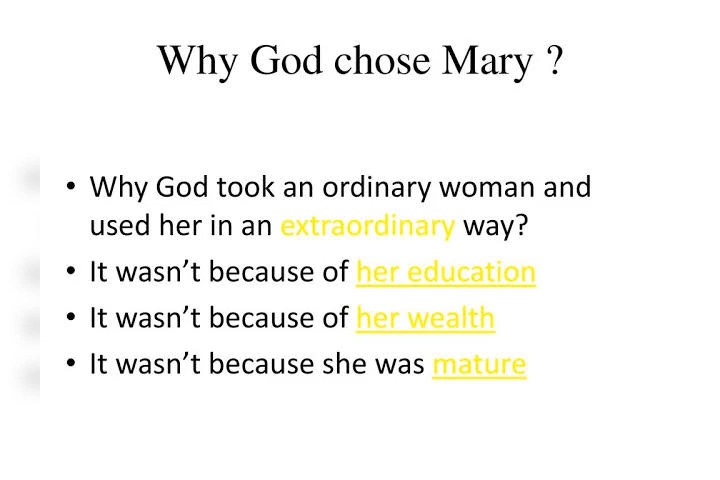 Why God chose Mary ?
• Why God took an ordinary woman and
used her in an extraordinary way?
• It wasn’t because of her education
• It wasn’t because of her wealth
• It wasn’t because she was mature